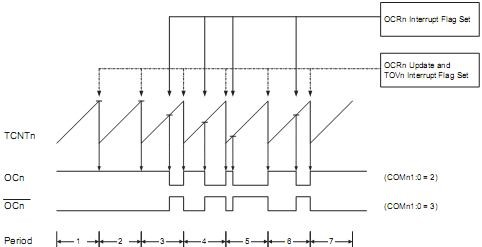 OCRn Interrupt Flag Set
OCRn Update and
TOVn Interrupt Flag Set
TCNTn
OCn
(COMn1:0 = 2)
OCn
(COMn1:0 = 3)
Period
1 2 3 4 5 6 7